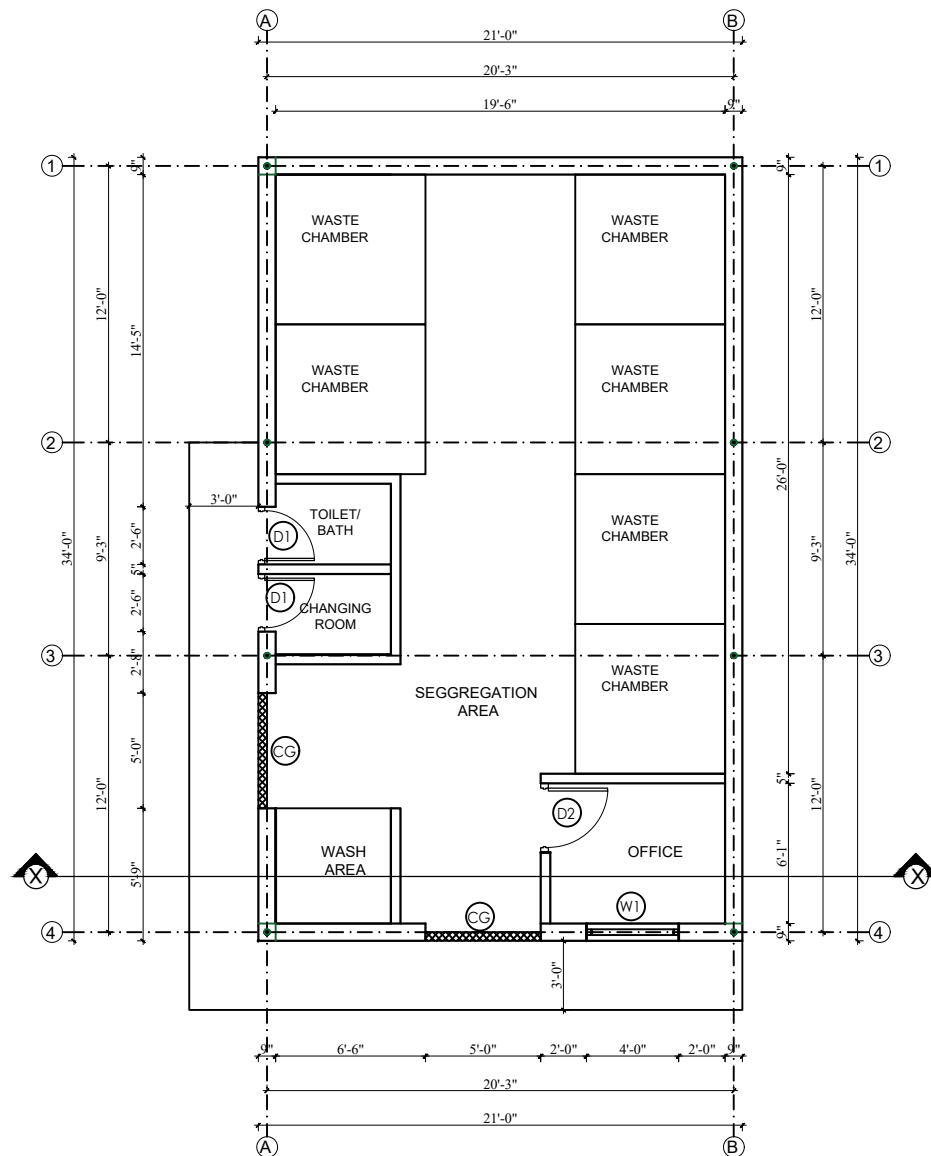 A
B
21'-0"
20'-3"
19'-6"
9"
1
1
9"
9"
WASTE
CHAMBER
WASTE
CHAMBER
12'-0"
12'-0"
14'-5"
WASTE
CHAMBER
WASTE
CHAMBER
2
2
26'-0"
3'-0"
TOILET/
BATH
WASTE
CHAMBER
D1
2'-6"
34'-0"
9'-3"
5"
9'-3"
34'-0"
D1
2'-6"
CHANGING
ROOM
3
3
2'-8"
WASTE
CHAMBER
SEGGREGATION
AREA
CG
5'-0"
12'-0"
5"
12'-0"
D2
WASH
AREA
OFFICE
6'-1"
5'-9"
X
X
W1
CG
4
4
9"
3'-0"
9"
6'-6"
5'-0"
2'-0"
4'-0"
2'-0"
9"
20'-3"
21'-0"
A
B